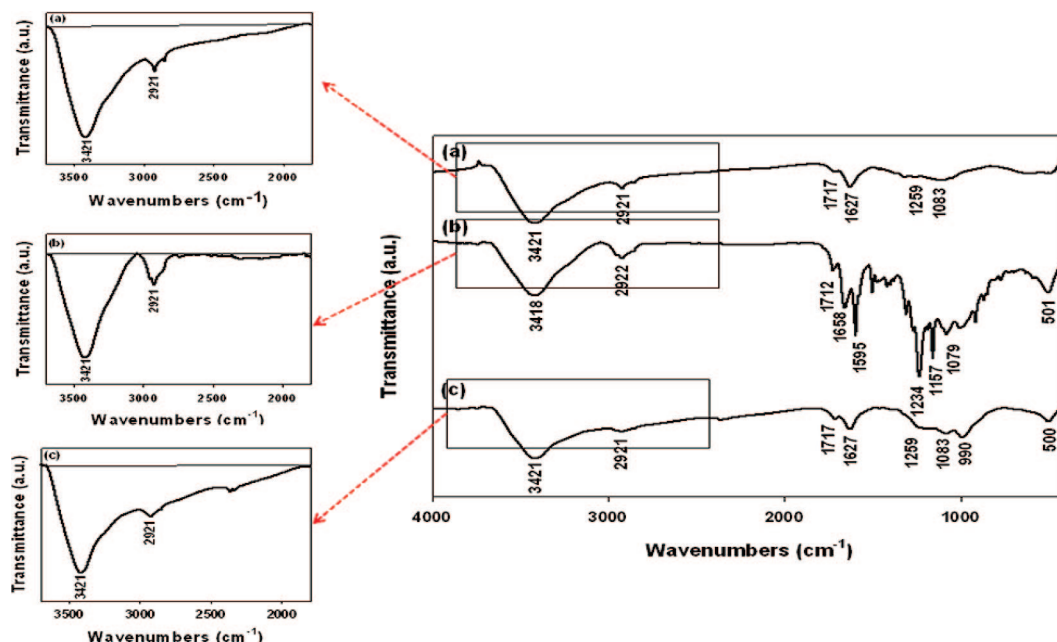 (a)
Transmittance (a.u.)
2921
3421
3500 3000 2500 2000
Wavenumbers (cm⁻¹)
(b)
Transmittance (a.u.)
2921
3421
3500 3000 2500 2000
Wavenumbers (cm⁻¹)
(c)
Transmittance (a.u.)
2921
3421
3500 3000 2500 2000
Wavenumbers (cm⁻¹)
Transmittance (a.u.)
(a)
3421 2921 1717 1627 1259 1083
(b)
3418 2922 1712 1658 1595 1234 1157 1079 501
(c)
3421 2921 1717 1627 1259 1083 990 500
4000 3000 2000 1000
Wavenumbers (cm⁻¹)